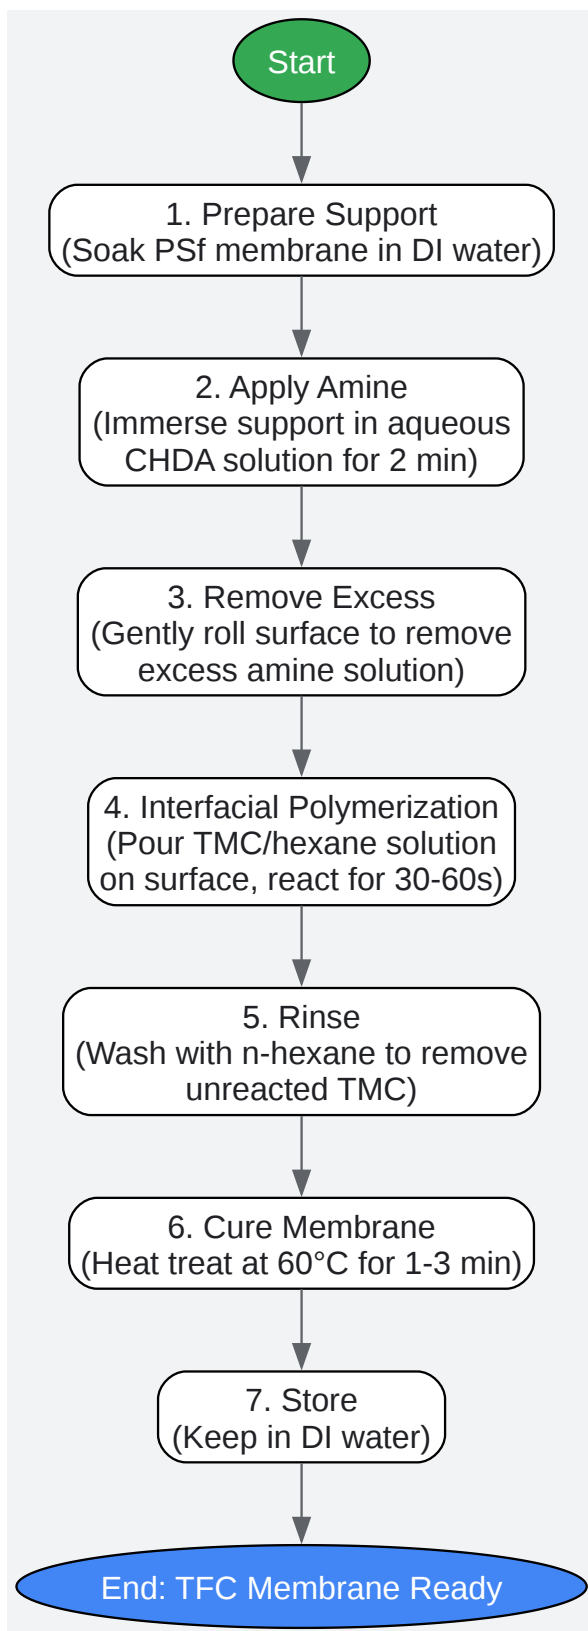 Start
1. Prepare Support
(Soak PSf membrane in DI water)
2. Apply Amine
(Immerse support in aqueous
CHDA solution for 2 min)
3. Remove Excess
(Gently roll surface to remove
excess amine solution)
4. Interfacial Polymerization
(Pour TMC/hexane solution
on surface, react for 30-60s)
5. Rinse
(Wash with n-hexane to remove
unreacted TMC)
6. Cure Membrane
(Heat treat at 60°C for 1-3 min)
7. Store
(Keep in DI water)
End: TFC Membrane Ready